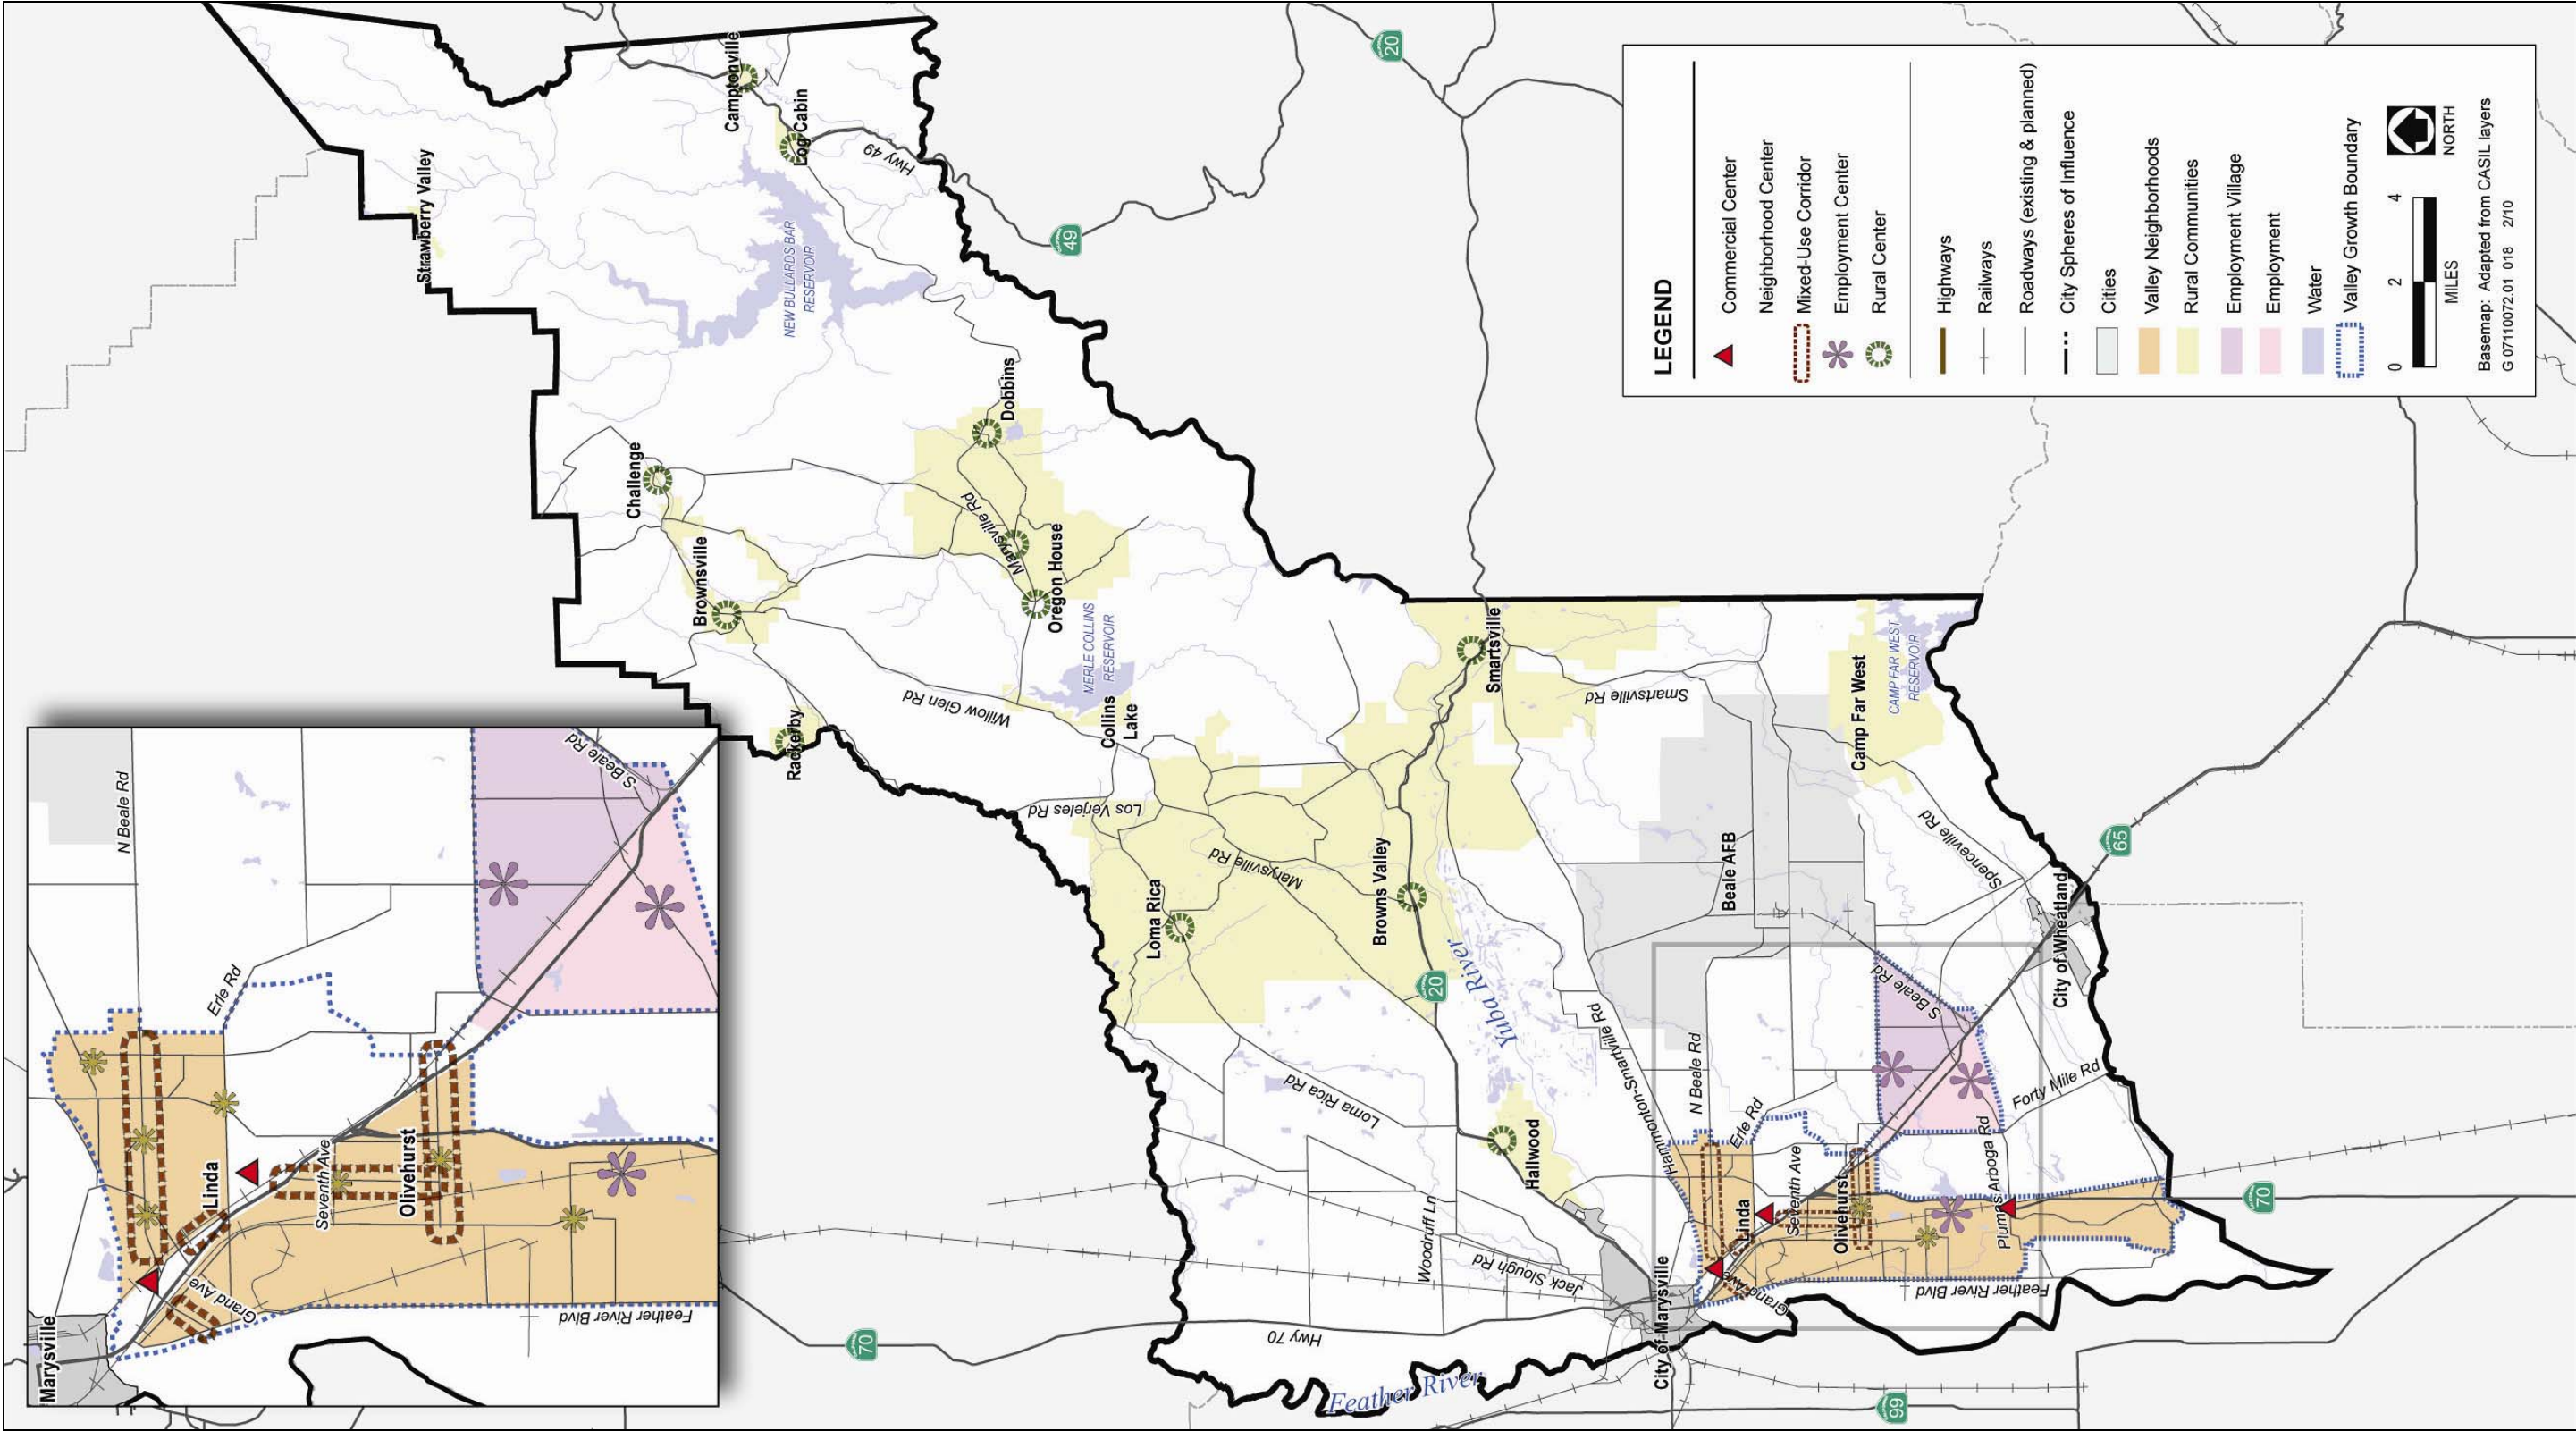 Marysville
N Beale Rd
Linda
Erle Rd
Grand Ave
Seventh Ave
Olivehurst
S Beale Rd
Feather River Blvd
Strawberry Valley
Camptonville
Log Cabin
Hwy 49
NEW BULLARDS BAR
RESERVOIR
49
20
Challenge
Brownsville
Dobbins
Marysville Rd
Oregon House
Rackerby
Willow Glen Rd
MERLE COLLINS
RESERVOIR
Collins
Lake
Los Verjeles Rd
Loma Rica
Marysville Rd
Browns Valley
20
Smartsville
Smartsville Rd
Yuba River
Loma Rica Rd
Hallwood
Woodruff Ln
Jack Slough Rd
Hwy 70
70
Feather River
City of Marysville
Hammonton-Smartville Rd
Beale AFB
Camp Far West
CAMP FAR WEST
RESERVOIR
Spenceville Rd
City of Wheatland
65
N Beale Rd
Erle Rd
Linda
Grand Ave
Seventh Ave
Olivehurst
S Beale Rd
Forty Mile Rd
Plumas Arboga Rd
Feather River Blvd
70
99
LEGEND
Commercial Center
Neighborhood Center
Mixed-Use Corridor
Employment Center
Rural Center
Highways
Railways
Roadways (existing & planned)
City Spheres of Influence
Cities
Valley Neighborhoods
Rural Communities
Employment Village
Employment
Water
Valley Growth Boundary
0 2 4
MILES
NORTH
Basemap: Adapted from CASIL layers
G 07110072.01 018 2/10